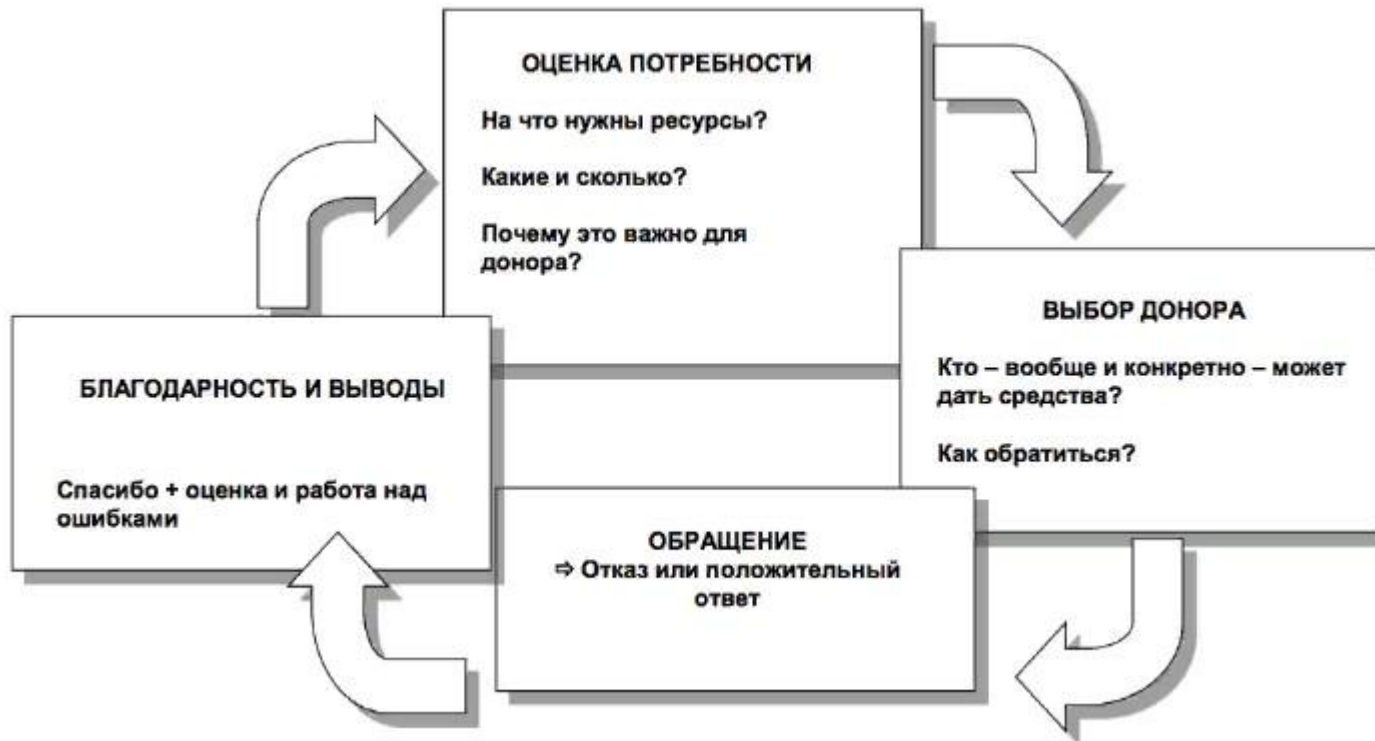 ОЦЕНКА ПОТРЕБНОСТИ
На что нужны ресурсы?
Какие и сколько?
Почему это важно для
донора?
ВЫБОР ДОНОРА
Кто – вообще и конкретно – может
дать средства?
Как обратиться?
ОБРАЩЕНИЕ
⇨ Отказ или положительный
ответ
БЛАГОДАРНОСТЬ И ВЫВОДЫ
Спасибо + оценка и работа над
ошибками